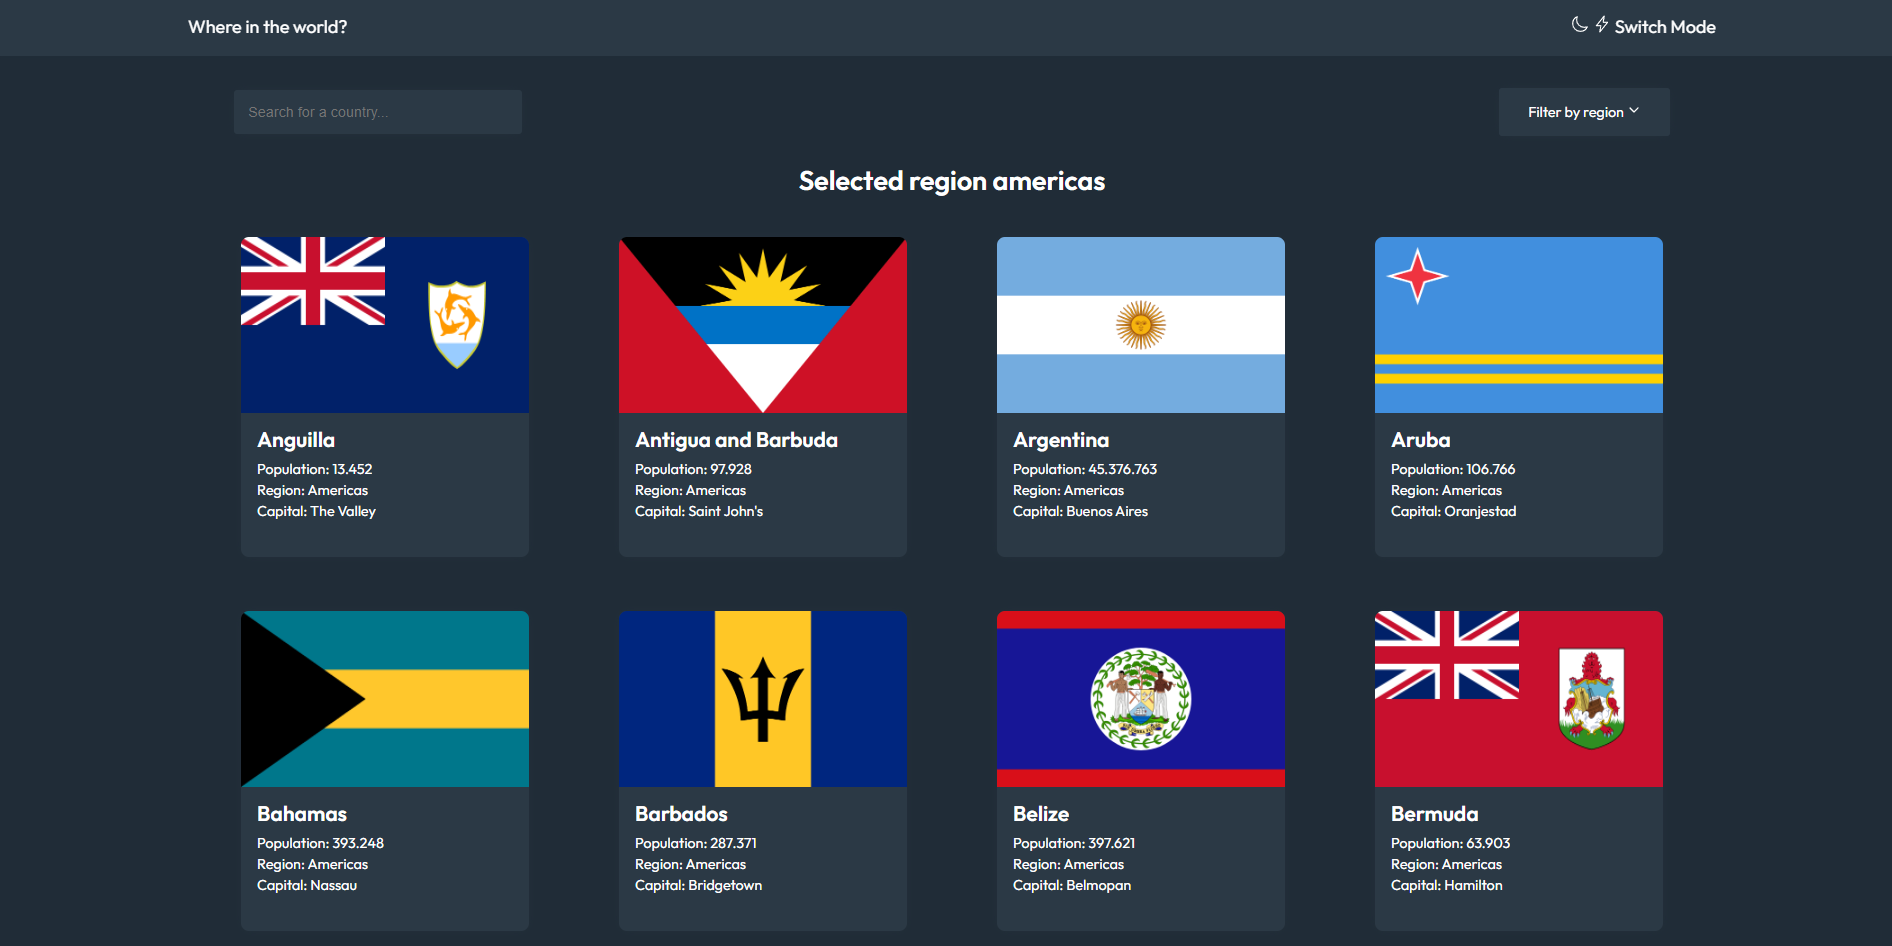 Where in the world?
Switch Mode
Search for a country...
Filter by region
Selected region americas
Anguilla
Population: 13.452
Region: Americas
Capital: The Valley
Antigua and Barbuda
Population: 97.928
Region: Americas
Capital: Saint John's
Argentina
Population: 45.376.763
Region: Americas
Capital: Buenos Aires
Aruba
Population: 106.766
Region: Americas
Capital: Oranjestad
Bahamas
Population: 393.248
Region: Americas
Capital: Nassau
Barbados
Population: 287.371
Region: Americas
Capital: Bridgetown
Belize
Population: 397.621
Region: Americas
Capital: Belmopan
Bermuda
Population: 63.903
Region: Americas
Capital: Hamilton